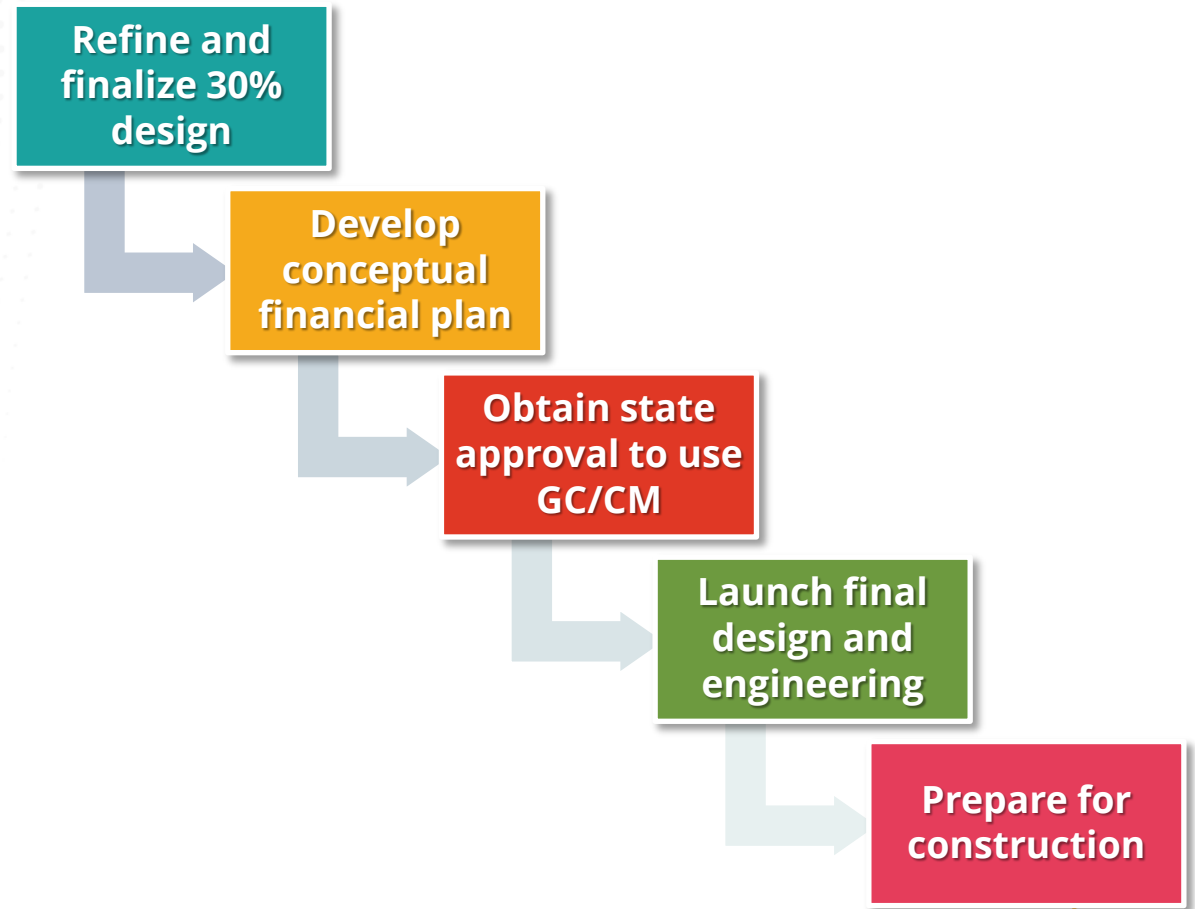 Refine and
finalize 30%
design
Develop
conceptual
financial plan
Obtain state
approval to use
GC/CM
Launch final
design and
engineering
Prepare for
construction